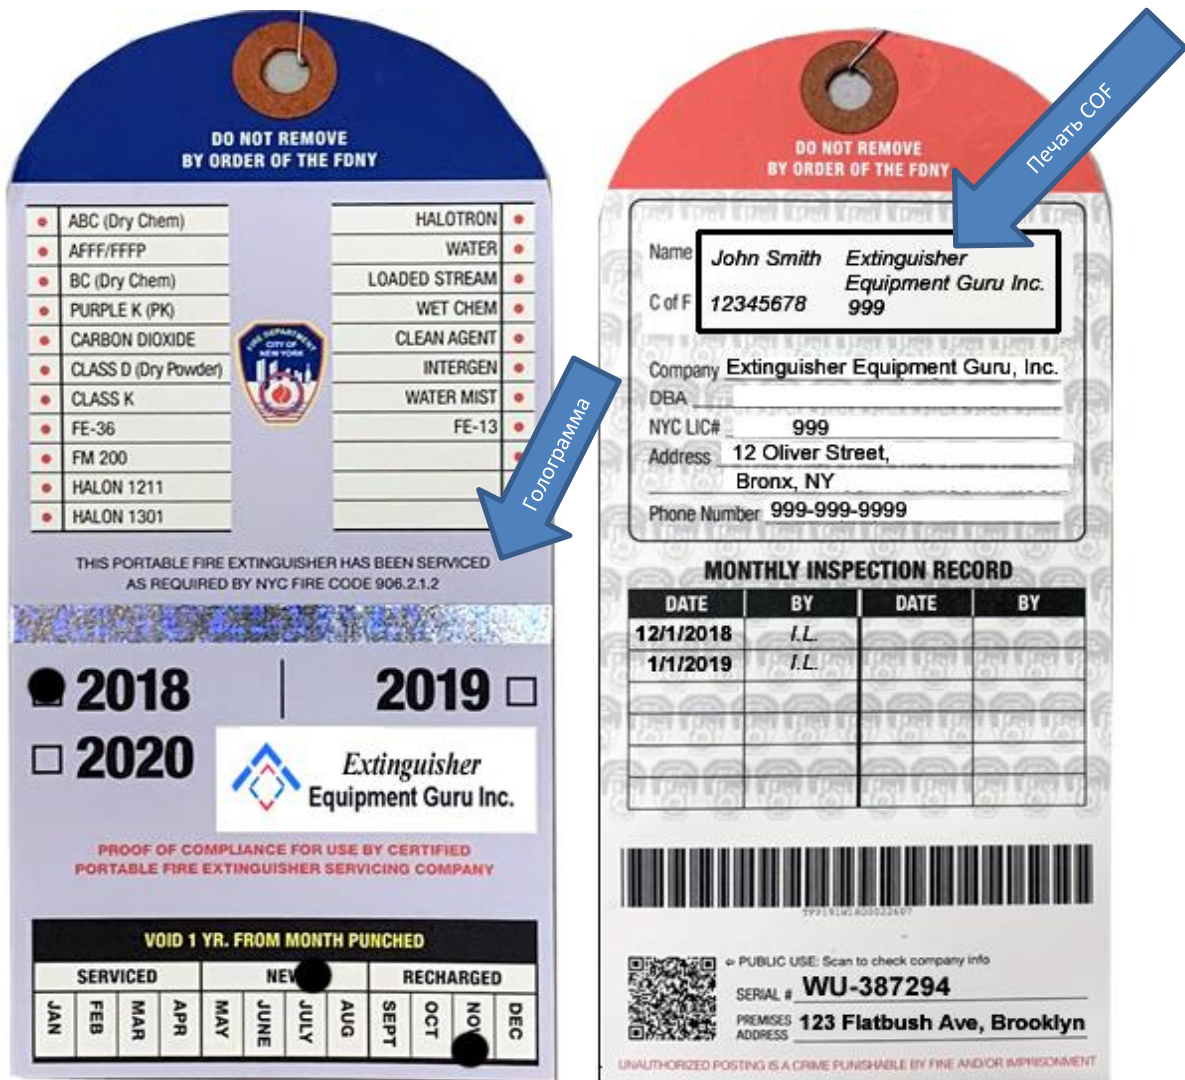 DO NOT REMOVE
BY ORDER OF THE FDNY
ABC (Dry Chem)
AFFF/FFFP
BC (Dry Chem)
PURPLE K (PK)
CARBON DIOXIDE
CLASS D (Dry Powder)
CLASS K
FE-36
FM 200
HALON 1211
HALON 1301
HALOTRON
WATER
LOADED STREAM
WET CHEM
CLEAN AGENT
INTERGEN
WATER MIST
FE-13
FIRE DEPARTMENT
CITY OF
NEW YORK
Голограмма
THIS PORTABLE FIRE EXTINGUISHER HAS BEEN SERVICED
AS REQUIRED BY NYC FIRE CODE 906.2.1.2
2018 2019
2020
Extinguisher
Equipment Guru Inc.
PROOF OF COMPLIANCE FOR USE BY CERTIFIED
PORTABLE FIRE EXTINGUISHER SERVICING COMPANY
VOID 1 YR. FROM MONTH PUNCHED
SERVICED NEW RECHARGED
JAN FEB MAR APR MAY JUNE JULY AUG SEPT OCT NOV DEC
Печать COF
DO NOT REMOVE
BY ORDER OF THE FDNY
Name John Smith Extinguisher
Equipment Guru Inc.
C of F 12345678 999
Company Extinguisher Equipment Guru, Inc.
DBA
NYC LIC# 999
Address 12 Oliver Street,
Bronx, NY
Phone Number 999-999-9999
MONTHLY INSPECTION RECORD
DATE BY DATE BY
12/1/2018 I.L.
1/1/2019 I.L.
PUBLIC USE: Scan to check company info
SERIAL # WU-387294
PREMISES ADDRESS 123 Flatbush Ave, Brooklyn
UNAUTHORIZED POSTING IS A CRIME PUNISHABLE BY FINE AND/OR IMPRISONMENT